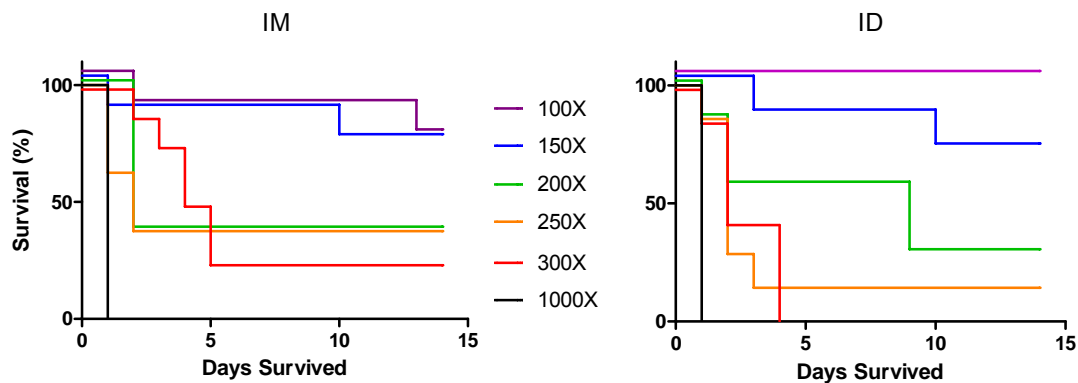 IM
Survival (%)
100
50
0
0 5 10 15
Days Survived
100X
150X
200X
250X
300X
1000X
ID
100
50
0
0 5 10 15
Days Survived